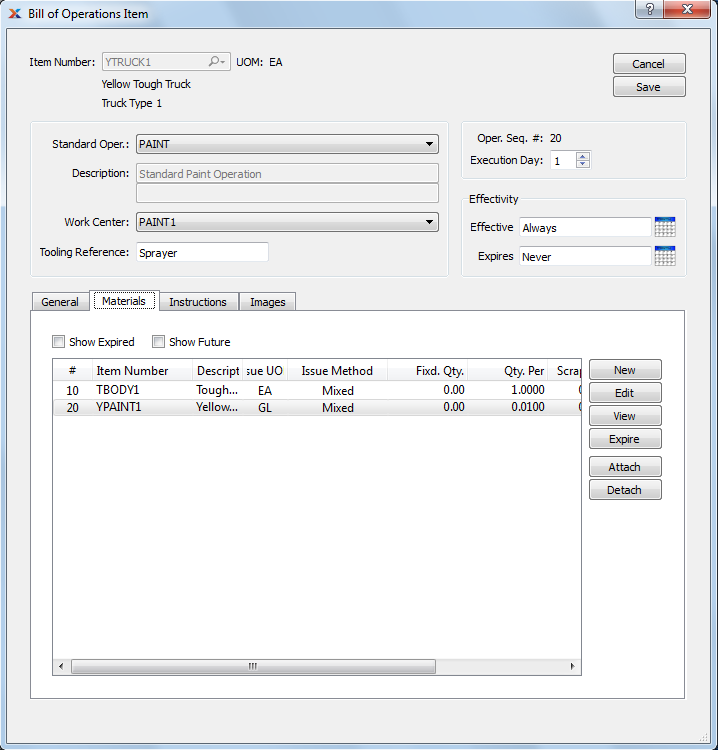 Bill of Operations Item
?
Item Number: YTRUCK1 UOM: EA
Yellow Tough Truck
Truck Type 1
Cancel
Save
Standard Oper.: PAINT
Description: Standard Paint Operation
Work Center: PAINT1
Tooling Reference: Sprayer
Oper. Seq. #: 20
Execution Day: 1
Effectivity
Effective Always
Expires Never
General Materials Instructions Images
Show Expired Show Future
# Item Number Descript sue UO Issue Method Fixd. Qty. Qty. Per Scrap
10 TBODY1 Tough... EA Mixed 0.00 1.0000
20 YPAINT1 Yellow... GL Mixed 0.00 0.0100
New
Edit
View
Expire
Attach
Detach